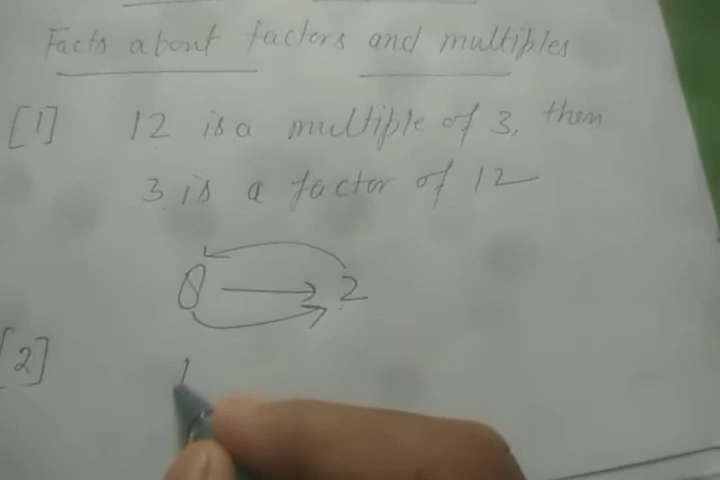 Facts about factors and multiples
[1] 12 is a multiple of 3, then
3 is a factor of 12
8 2
[2] 1